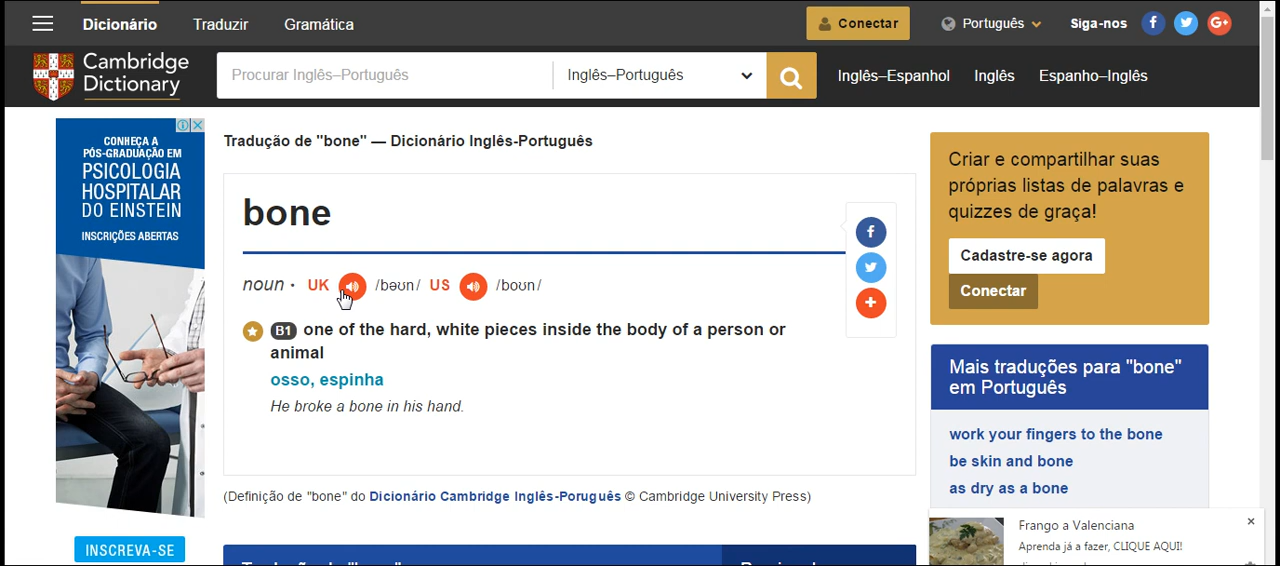 Dicionário Traduzir Gramática Conectar Português Siga-nos
Cambridge
Dictionary
Procurar Inglês–Português Inglês–Português Inglês–Espanhol Inglês Espanho–Inglês
CONHEÇA A
PÓS-GRADUAÇÃO EM
PSICOLOGIA
HOSPITALAR
DO EINSTEIN
INSCRIÇÕES ABERTAS
INSCREVA-SE
Tradução de "bone" — Dicionário Inglês-Português
bone
noun · UK /bəʊn/ US /boʊn/
B1 one of the hard, white pieces inside the body of a person or
animal
osso, espinha
He broke a bone in his hand.
(Definição de "bone" do Dicionário Cambridge Inglês-Poruguês © Cambridge University Press)
Criar e compartilhar suas
próprias listas de palavras e
quizzes de graça!
Cadastre-se agora
Conectar
Mais traduções para "bone"
em Português
work your fingers to the bone
be skin and bone
as dry as a bone
Frango a Valenciana
Aprenda já a fazer, CLIQUE AQUI!